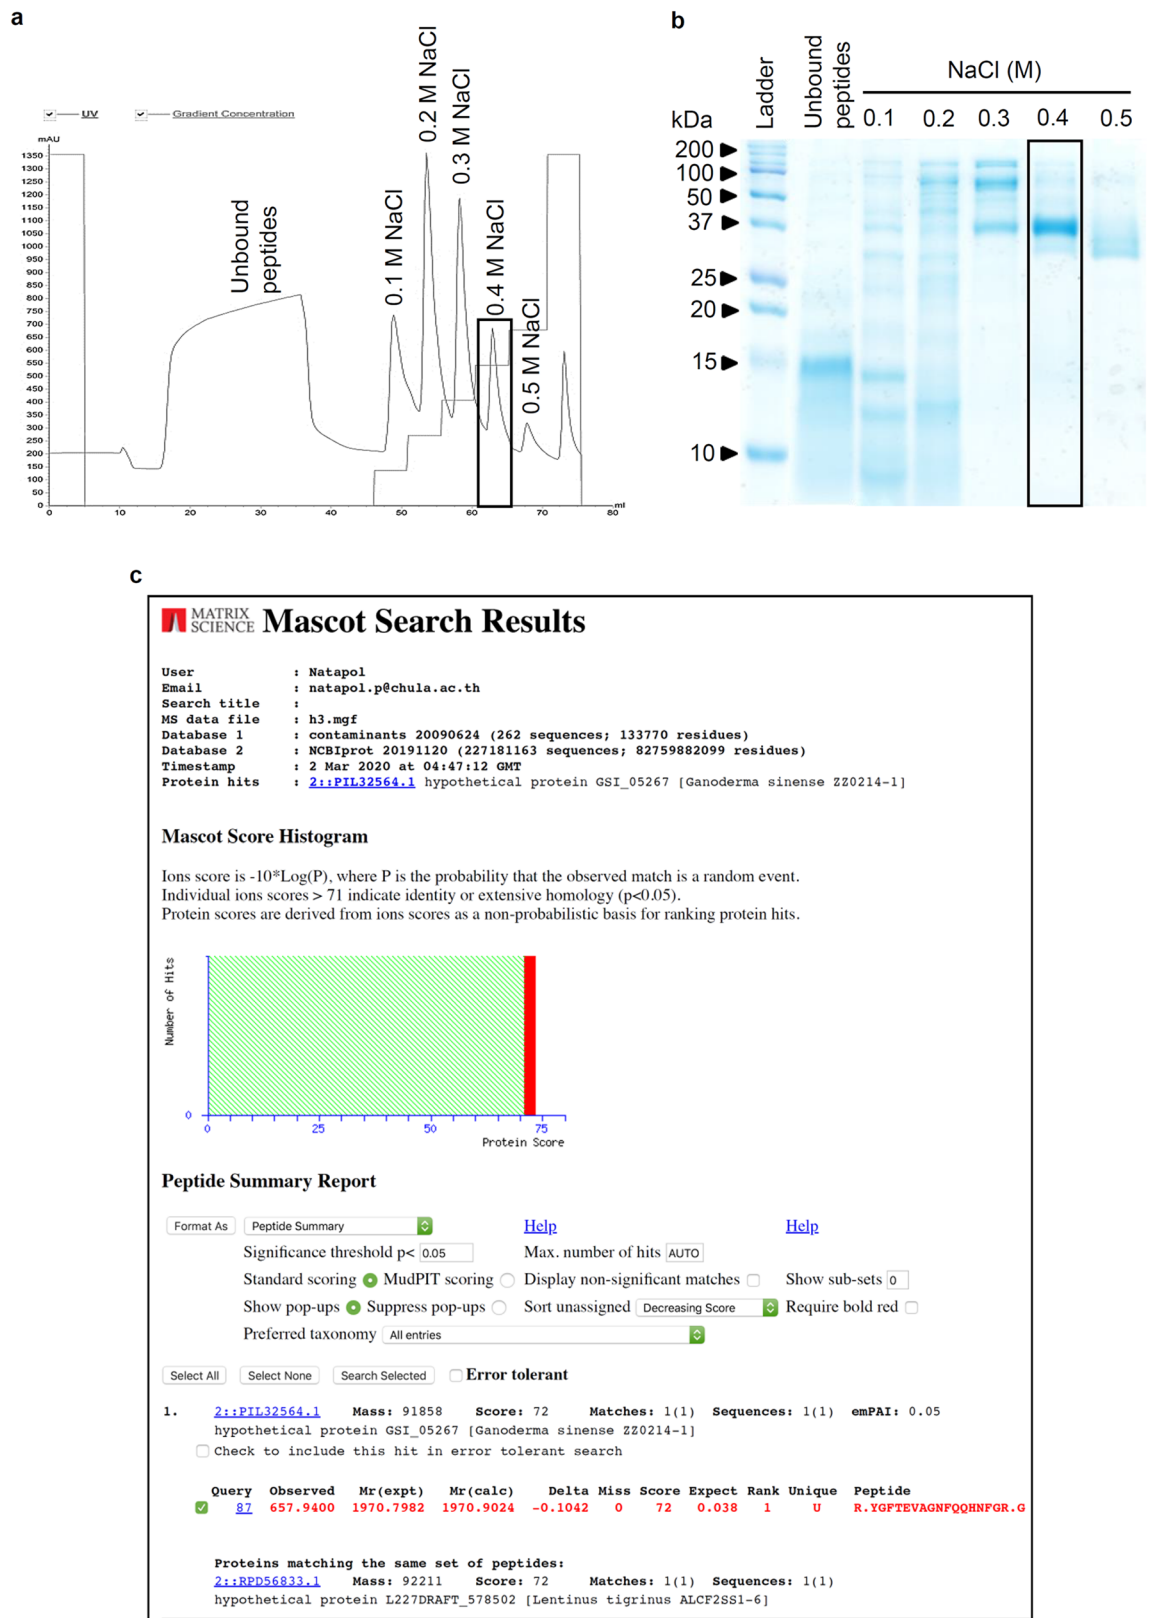 a
UV
Gradient Concentration
mAU
1350
1300
1250
1200
1150
1100
1050
1000
950
900
850
800
750
700
650
600
550
500
450
400
350
300
250
200
150
100
50
0
0 10 20 30 40 50 60 70 80 ml
Unbound
peptides
0.1 M NaCl
0.2 M NaCl
0.3 M NaCl
0.4 M NaCl
0.5 M NaCl
b
kDa
Ladder
Unbound
peptides
NaCl (M)
0.1 0.2 0.3 0.4 0.5
200
100
50
37
25
20
15
10
c
MATRIX
SCIENCE
Mascot Search Results
User : Natapol
Email : natapol.p@chula.ac.th
Search title :
MS data file : h3.mgf
Database 1 : contaminants 20090624 (262 sequences; 133770 residues)
Database 2 : NCBIprot 20191120 (227181163 sequences; 82759882099 residues)
Timestamp : 2 Mar 2020 at 04:47:12 GMT
Protein hits : 2::PIL32564.1 hypothetical protein GSI_05267 [Ganoderma sinense ZZ0214-1]
Mascot Score Histogram
Ions score is -10*Log(P), where P is the probability that the observed match is a random event.
Individual ions scores > 71 indicate identity or extensive homology (p<0.05).
Protein scores are derived from ions scores as a non-probabilistic basis for ranking protein hits.
Number of Hits
0
0 25 50 75
Protein Score
Peptide Summary Report
Format As Peptide Summary Help Help
Significance threshold p< 0.05 Max. number of hits AUTO
Standard scoring MudPIT scoring Display non-significant matches Show sub-sets 0
Show pop-ups Suppress pop-ups Sort unassigned Decreasing Score Require bold red
Preferred taxonomy All entries
Select All Select None Search Selected Error tolerant
1. 2::PIL32564.1 Mass: 91858 Score: 72 Matches: 1(1) Sequences: 1(1) emPAI: 0.05
hypothetical protein GSI_05267 [Ganoderma sinense ZZ0214-1]
Check to include this hit in error tolerant search
Query Observed Mr(expt) Mr(calc) Delta Miss Score Expect Rank Unique Peptide
87 657.9400 1970.7982 1970.9024 -0.1042 0 72 0.038 1 U R.YGFTEVAGNFQQHNFGR.G
Proteins matching the same set of peptides:
2::RPD56833.1 Mass: 92211 Score: 72 Matches: 1(1) Sequences: 1(1)
hypothetical protein L227DRAFT_578502 [Lentinus tigrinus ALCF2SS1-6]